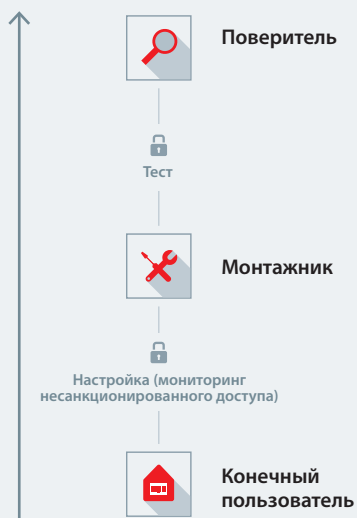 Поверитель
Тест
Монтажник
Настройка (мониторинг
несанкционированного доступа)
Конечный
пользователь